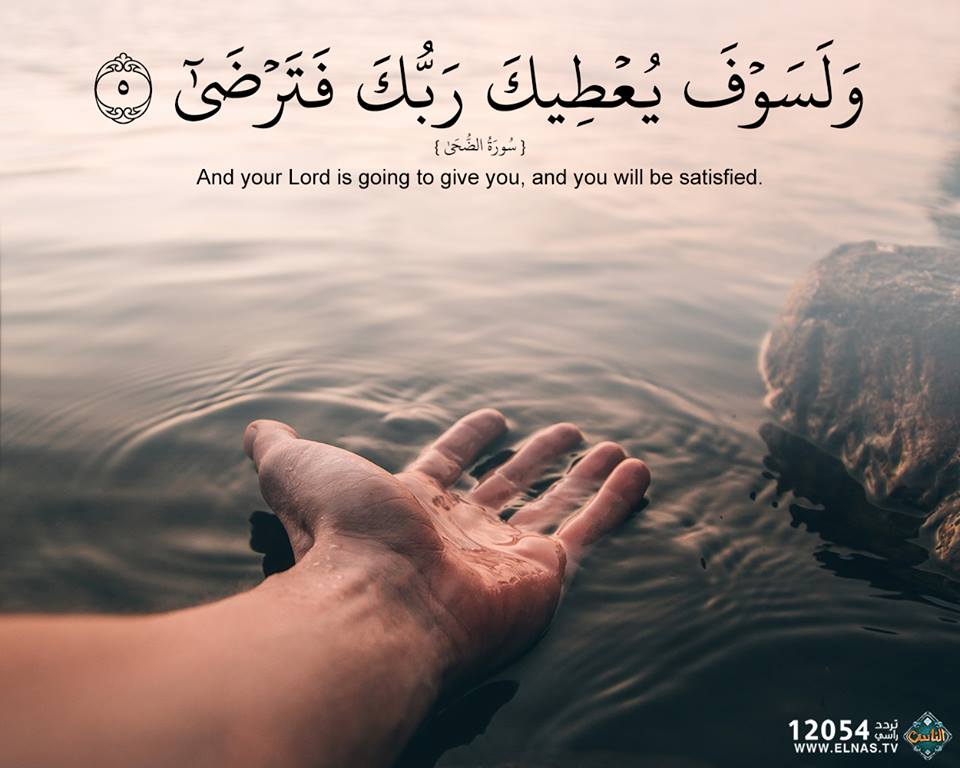 وَلَسَوۡفَ يُعۡطِيكَ رَبُّكَ فَتَرۡضَىٰٓ ٥
{ سُورَةُ الضُّحَىٰ }
And your Lord is going to give you, and you will be satisfied.
12054 تردد رأسي
WWW.ELNAS.TV
الناس